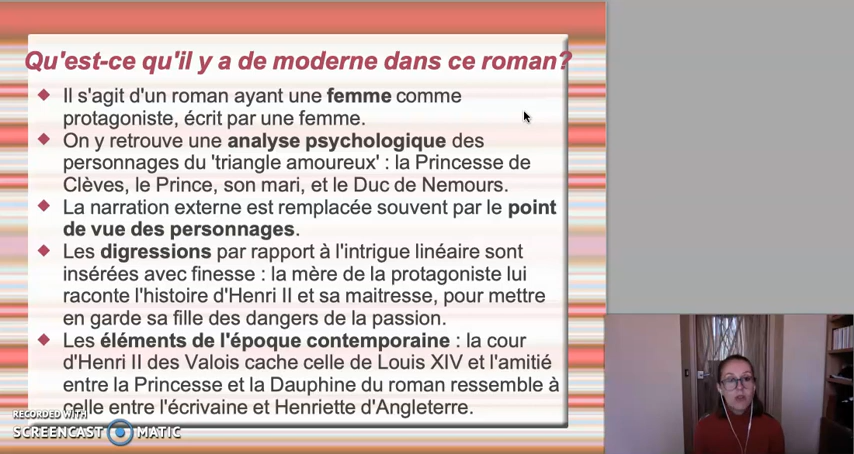 Qu'est-ce qu'il y a de moderne dans ce roman?
Il s'agit d'un roman ayant une femme comme
protagoniste, écrit par une femme.
On y retrouve une analyse psychologique des
personnages du 'triangle amoureux' : la Princesse de
Clèves, le Prince, son mari, et le Duc de Nemours.
La narration externe est remplacée souvent par le point
de vue des personnages.
Les digressions par rapport à l'intrigue linéaire sont
insérées avec finesse : la mère de la protagoniste lui
raconte l'histoire d'Henri II et sa maitresse, pour mettre
en garde sa fille des dangers de la passion.
Les éléments de l'époque contemporaine : la cour
d'Henri II des Valois cache celle de Louis XIV et l'amitié
entre la Princesse et la Dauphine du roman ressemble à
celle entre l'écrivaine et Henriette d'Angleterre.
RECORDED WITH
SCREENCAST MATIC